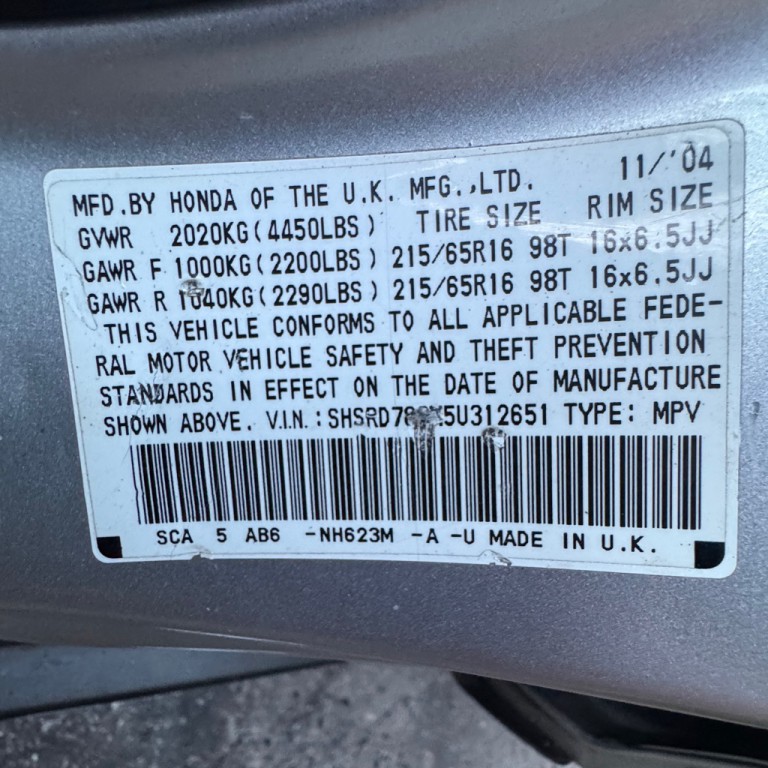 11/'04
MFD.BY HONDA OF THE U.K. MFG.,LTD.
GVWR 2020KG(4450LBS) TIRE SIZE RIM SIZE
GAWR F 1000KG(2200LBS) 215/65R16 98T 16x6.5JJ
GAWR R 1040KG(2290LBS) 215/65R16 98T 16x6.5JJ
THIS VEHICLE CONFORMS TO ALL APPLICABLE FEDE-
RAL MOTOR VEHICLE SAFETY AND THEFT PREVENTION
STANDARDS IN EFFECT ON THE DATE OF MANUFACTURE
SHOWN ABOVE. V.I.N.: TYPE: MPV
SCA 5 AB6 -NH623M -A -U MADE IN U.K.